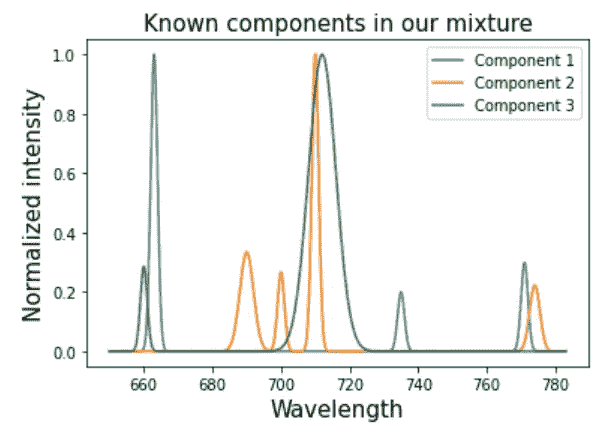 Known components in our mixture
Normalized intensity
1.0
0.8
0.6
0.4
0.2
0.0
Component 1
Component 2
Component 3
660 680 700 720 740 760 780
Wavelength